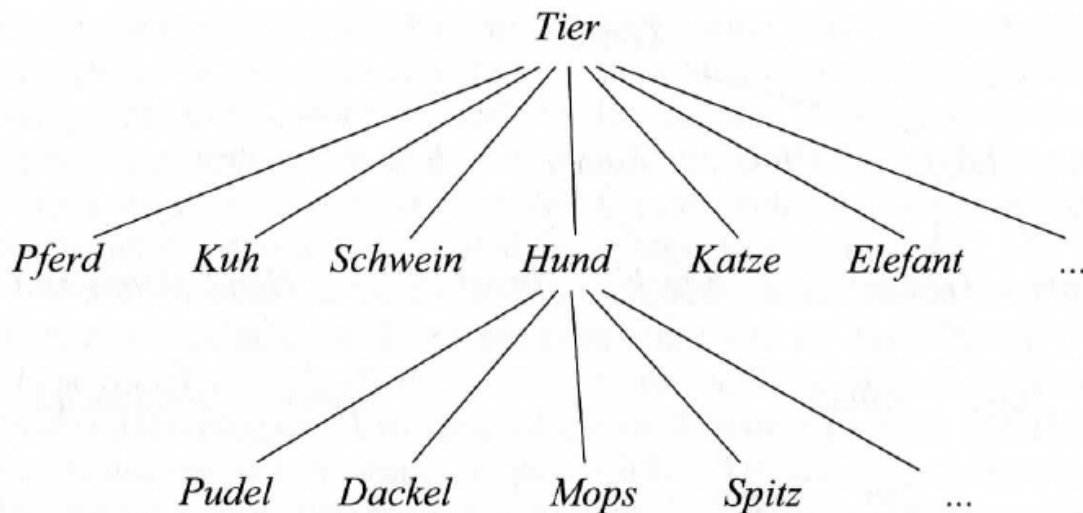 Tier
Pferd Kuh Schwein Hund Katze Elefant ...
Pudel Dackel Mops Spitz ...